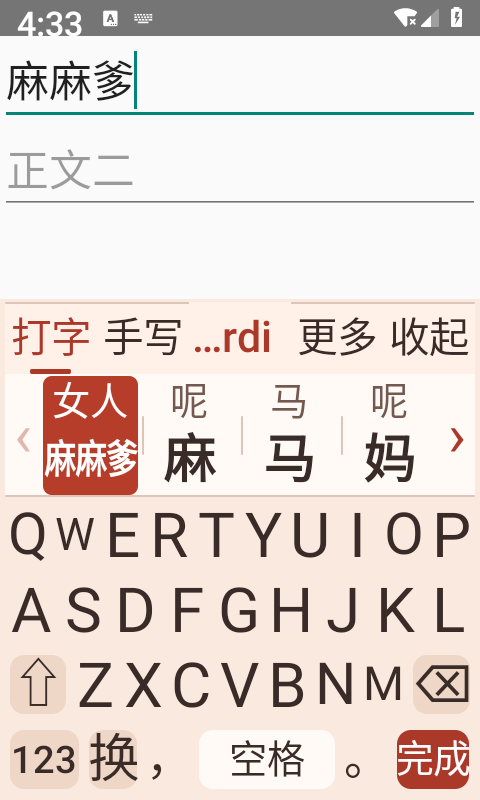 4:33
麻麻爹
正文二
打字 手写 ...rdi 更多 收起
女人 呢 马 呢
麻麻爹 麻 马 妈
Q W E R T Y U I O P
A S D F G H J K L
Z X C V B N M
123 换 ， 空格 。 完成